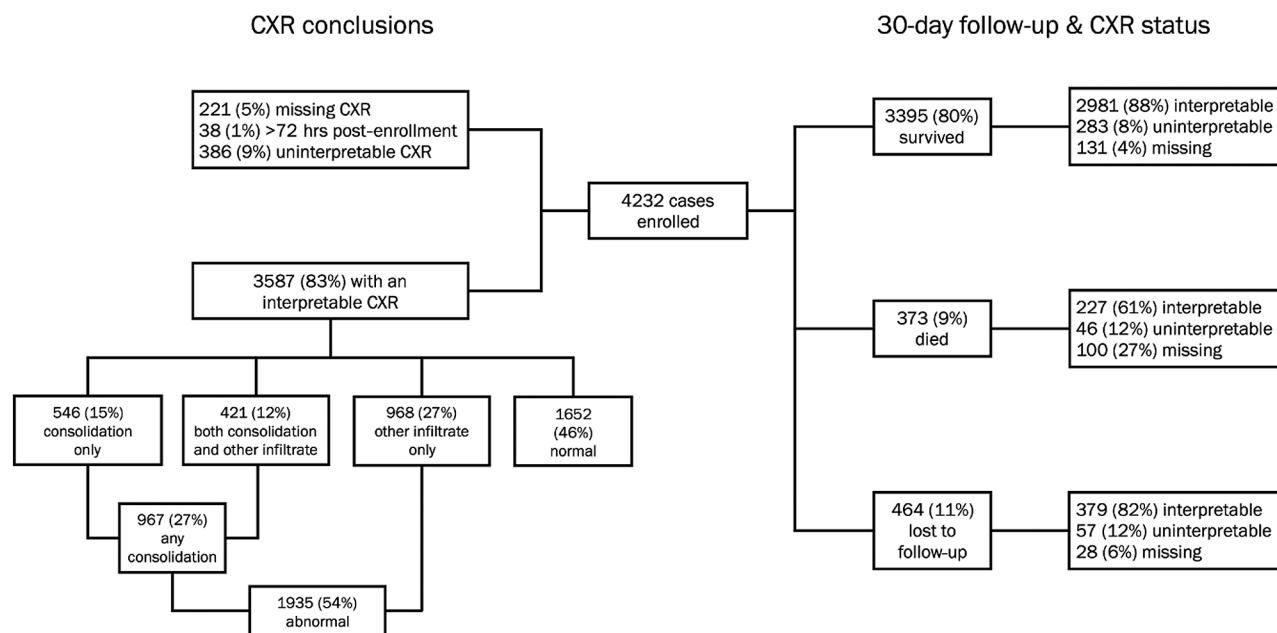 CXR conclusions
221 (5%) missing CXR
38 (1%) >72 hrs post-enrollment
386 (9%) uninterpretable CXR
3587 (83%) with an
interpretable CXR
546 (15%)
consolidation
only
421 (12%)
both consolidation
and other infiltrate
968 (27%)
other infiltrate
only
1652
(46%)
normal
967 (27%)
any
consolidation
1935 (54%)
abnormal
4232 cases
enrolled
30-day follow-up & CXR status
3395 (80%)
survived
2981 (88%) interpretable
283 (8%) uninterpretable
131 (4%) missing
373 (9%)
died
227 (61%) interpretable
46 (12%) uninterpretable
100 (27%) missing
464 (11%)
lost to
follow-up
379 (82%) interpretable
57 (12%) uninterpretable
28 (6%) missing